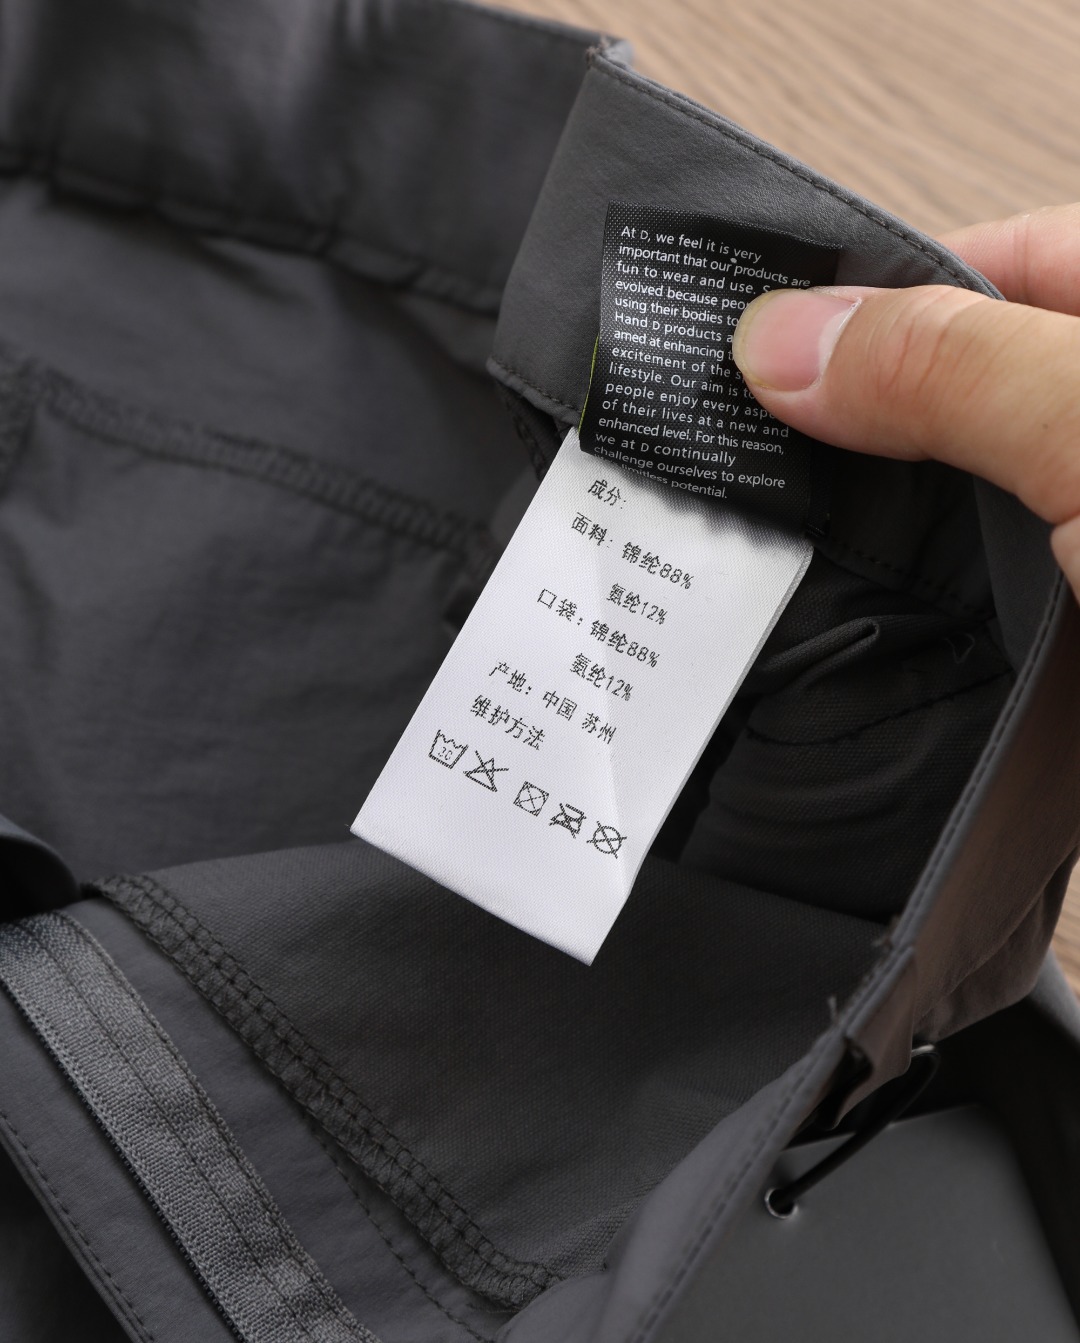 At D, we feel it is very
important that our products are
fun to wear and use.
evolved because
using their bodies to
Hand D products
amed at enhancing
excitement of the
lifestyle. Our aim is to
people enjoy every
of their lives at a new and
enhanced level. For this reason,
we at D continually
challenge ourselves to explore
limitless potential.
成分:
面料: 锦纶88%
氨纶12%
口袋: 锦纶88%
氨纶12%
产地: 中国 苏州
维护方法
30